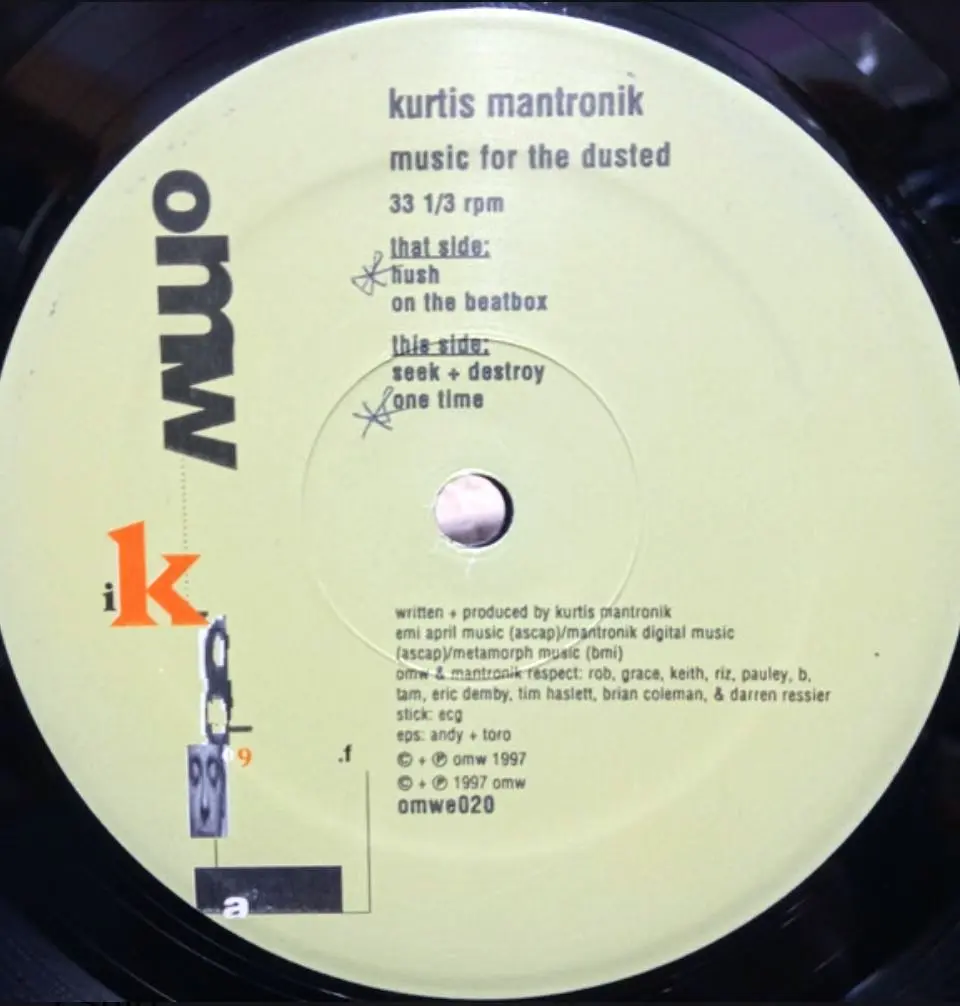 kurtis mantronik
music for the dusted
33 1/3 rpm
that side:
hush
on the beatbox
this side:
seek + destroy
one time
omw
k
i
9
.f
a
written + produced by kurtis mantronik
emi april music (ascap)/mantronik digital music
(ascap)/metamorph music (bmi)
omw & mantronik respect: rob, grace, keith, riz, pauley, b,
tam, eric demby, tim haslett, brian coleman, & darren ressler
stick: ecg
eps: andy + toro
© + ℗ omw 1997
© + ℗ 1997 omw
omwe020